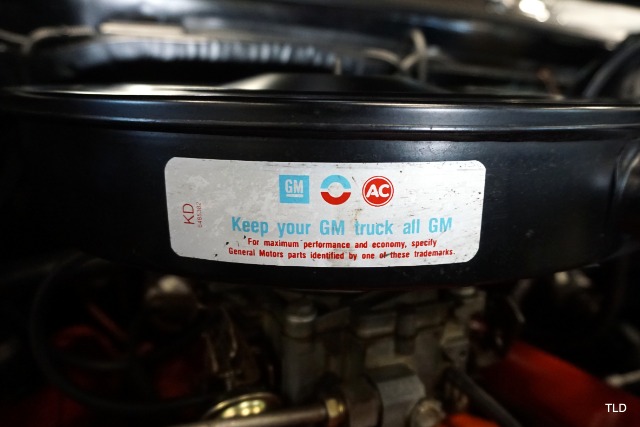 GM
AC
KD
Keep your GM truck all GM
For maximum performance and economy, specify
General Motors parts identified by one of these trademarks.
TLD